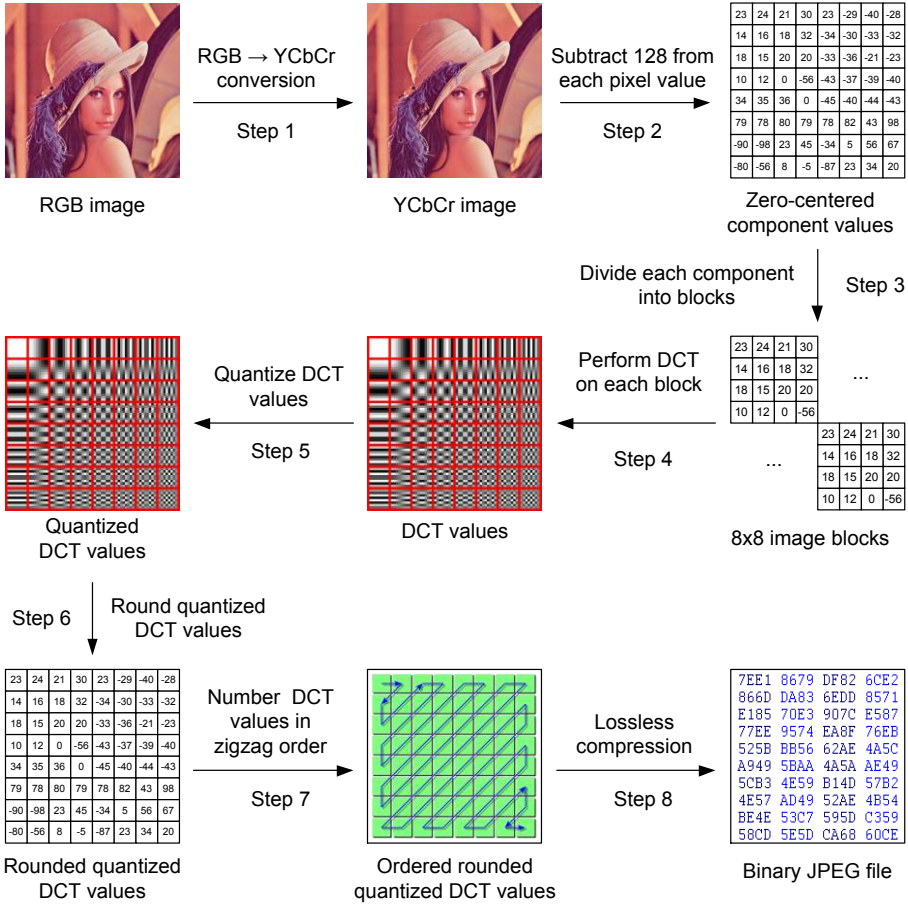 RGB → YCbCr
conversion
Step 1
RGB image
YCbCr image
Subtract 128 from
each pixel value
Step 2
23 24 21 30 23 -29 -40 -28
14 16 18 32 -34 -30 -33 -32
18 15 20 20 -33 -36 -21 -23
10 12 0 -56 -43 -37 -39 -40
34 35 36 0 -45 -40 -44 -43
79 78 80 79 78 82 43 98
-90 -98 23 45 -34 5 56 67
-80 -56 8 -5 -87 23 34 20
Zero-centered
component values
Divide each component
into blocks
Step 3
23 24 21 30
14 16 18 32
18 15 20 20
10 12 0 -56
...
...
23 24 21 30
14 16 18 32
18 15 20 20
10 12 0 -56
8x8 image blocks
Perform DCT
on each block
Step 4
DCT values
Quantize DCT
values
Step 5
Quantized
DCT values
Step 6
Round quantized
DCT values
23 24 21 30 23 -29 -40 -28
14 16 18 32 -34 -30 -33 -32
18 15 20 20 -33 -36 -21 -23
10 12 0 -56 -43 -37 -39 -40
34 35 36 0 -45 -40 -44 -43
79 78 80 79 78 82 43 98
-90 -98 23 45 -34 5 56 67
-80 -56 8 -5 -87 23 34 20
Rounded quantized
DCT values
Number DCT
values in
zigzag order
Step 7
Ordered rounded
quantized DCT values
Lossless
compression
Step 8
7EE1 8679 DF82 6CE2
866D DA83 6EDD 8571
E185 70E3 907C E587
77EE 9574 EA8F 76EB
525B BB56 62AE 4A5C
A949 5BAA 4A5A AE49
5CB3 4E59 B14D 57B2
4E57 AD49 52AE 4B54
BE4E 53C7 595D C359
58CD 5E5D CA68 60CE
Binary JPEG file